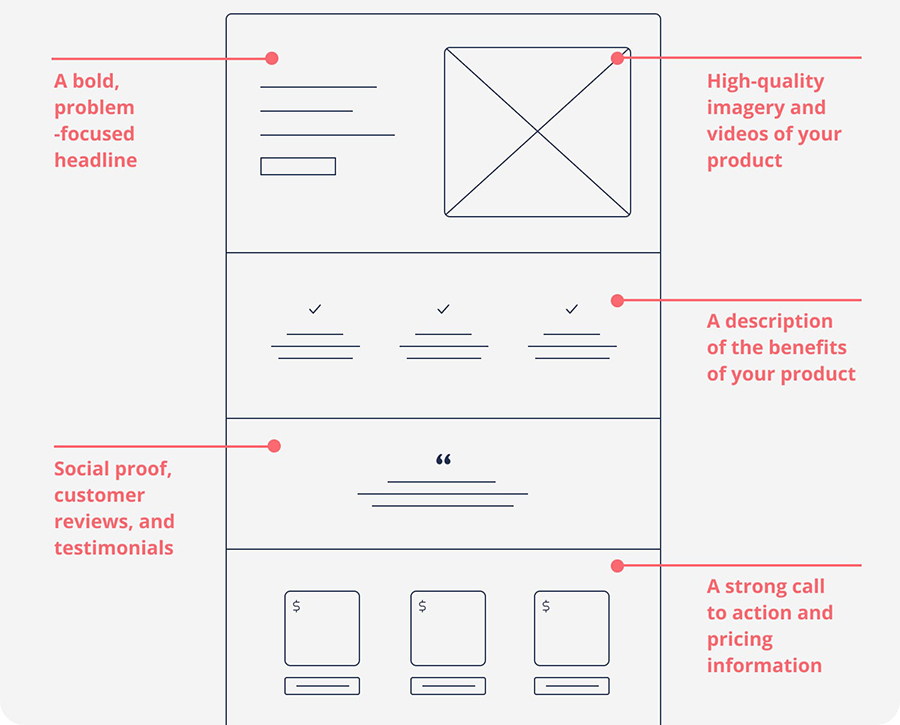 A bold,
problem
-focused
headline
High-quality
imagery and
videos of your
product
A description
of the benefits
of your product
“
Social proof,
customer
reviews, and
testimonials
$ $ $
A strong call
to action and
pricing
information